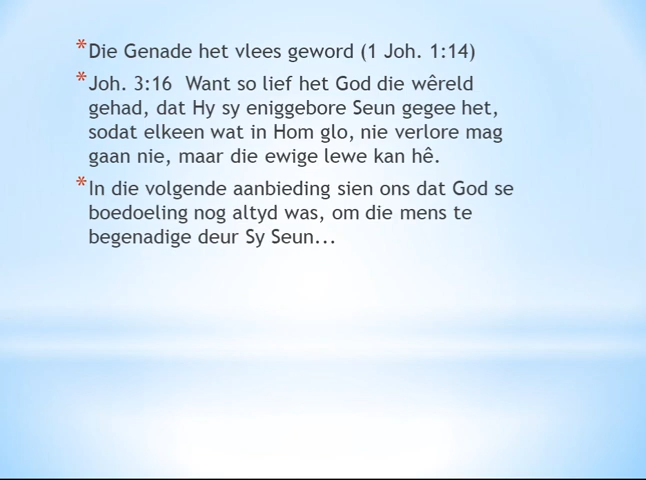 * Die Genade het vlees geword (1 Joh. 1:14)
* Joh. 3:16  Want so lief het God die wêreld
gehad, dat Hy sy eniggebore Seun gegee het,
sodat elkeen wat in Hom glo, nie verlore mag
gaan nie, maar die ewige lewe kan hê.
* In die volgende aanbieding sien ons dat God se
boedoeling nog altyd was, om die mens te
begenadige deur Sy Seun...